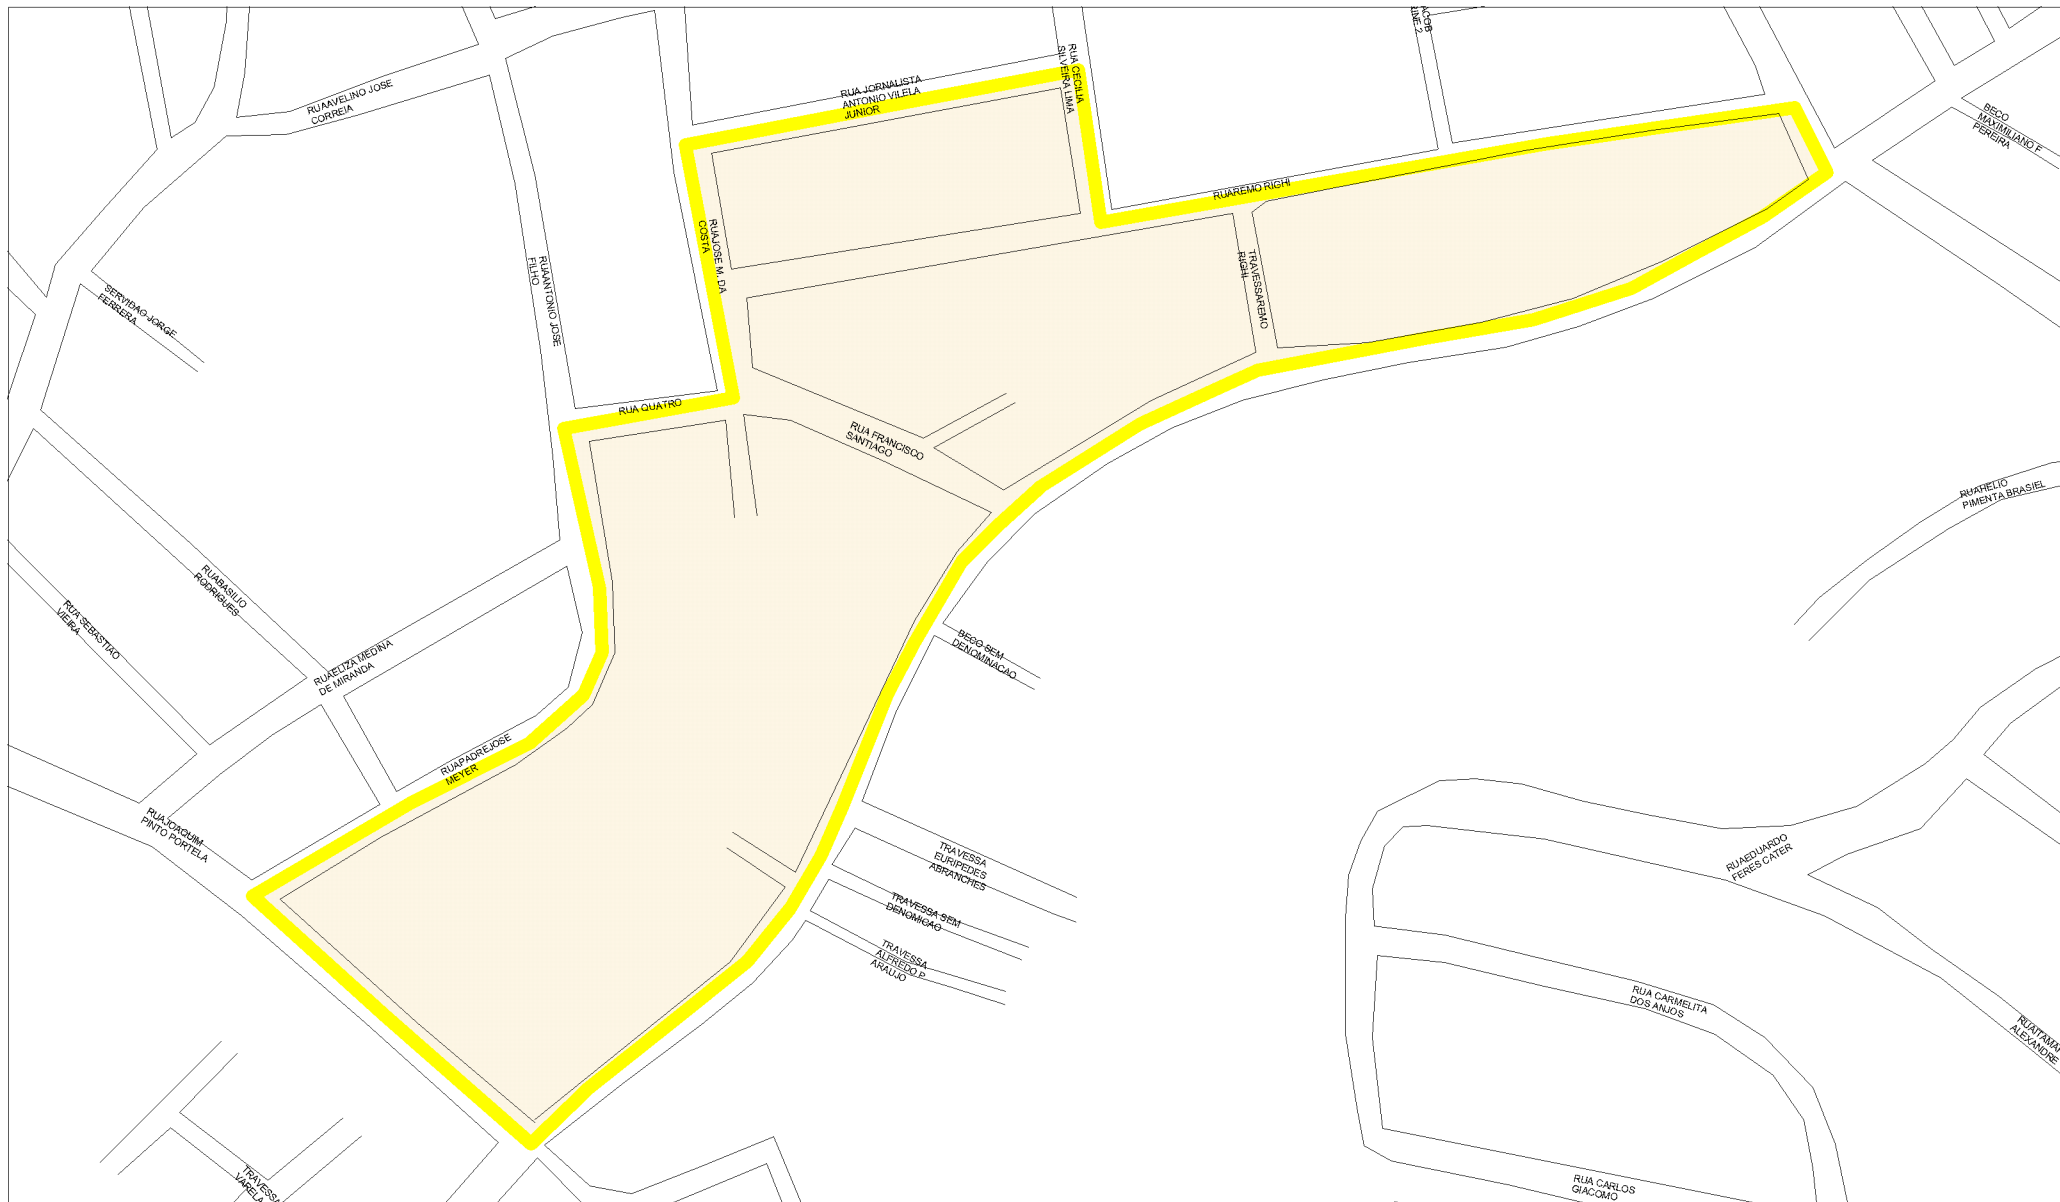 RUA CECILIA
SILVEIRA LIMA
RUA JORNALISTA
ANTONIO VILELA
JUNIOR
RUAAVELINO JOSE
CORREIA
BECO
MAXIMILIANO F
PEREIRA
RUAREMO RIGHI
RUAJOSE M. DA
COSTA
TRAVESSAREMO
RIGHI
RUAANTONIO JOSE
FILHO
SERVIDAO JORGE
FERRERA
RUA QUATRO
RUA FRANCISCO
SANTIAGO
RUAHELIO
PIMENTA BRASIEL
RUABASILIO
RODRIGUES
RUA SEBASTIAO
VIEIRA
RUAELIZA MEDINA
DE MIRANDA
BECO SEM
DENOMINACAO
RUAPADREJOSE
MEYER
RUAJOAQUIM
PINTO PORTELA
TRAVESSA
EURIPEDES
ABRANCHES
RUAEDUARDO
FERES CATER
TRAVESSA SEM
DENOMICAO
TRAVESSA
ALFREDO P
ARAUJO
RUA CARMELITA
DOS ANJOS
RUAITAMAR
ALEXANDRE
TRAVESSA
VARELA
RUA CARLOS
GIACOMO